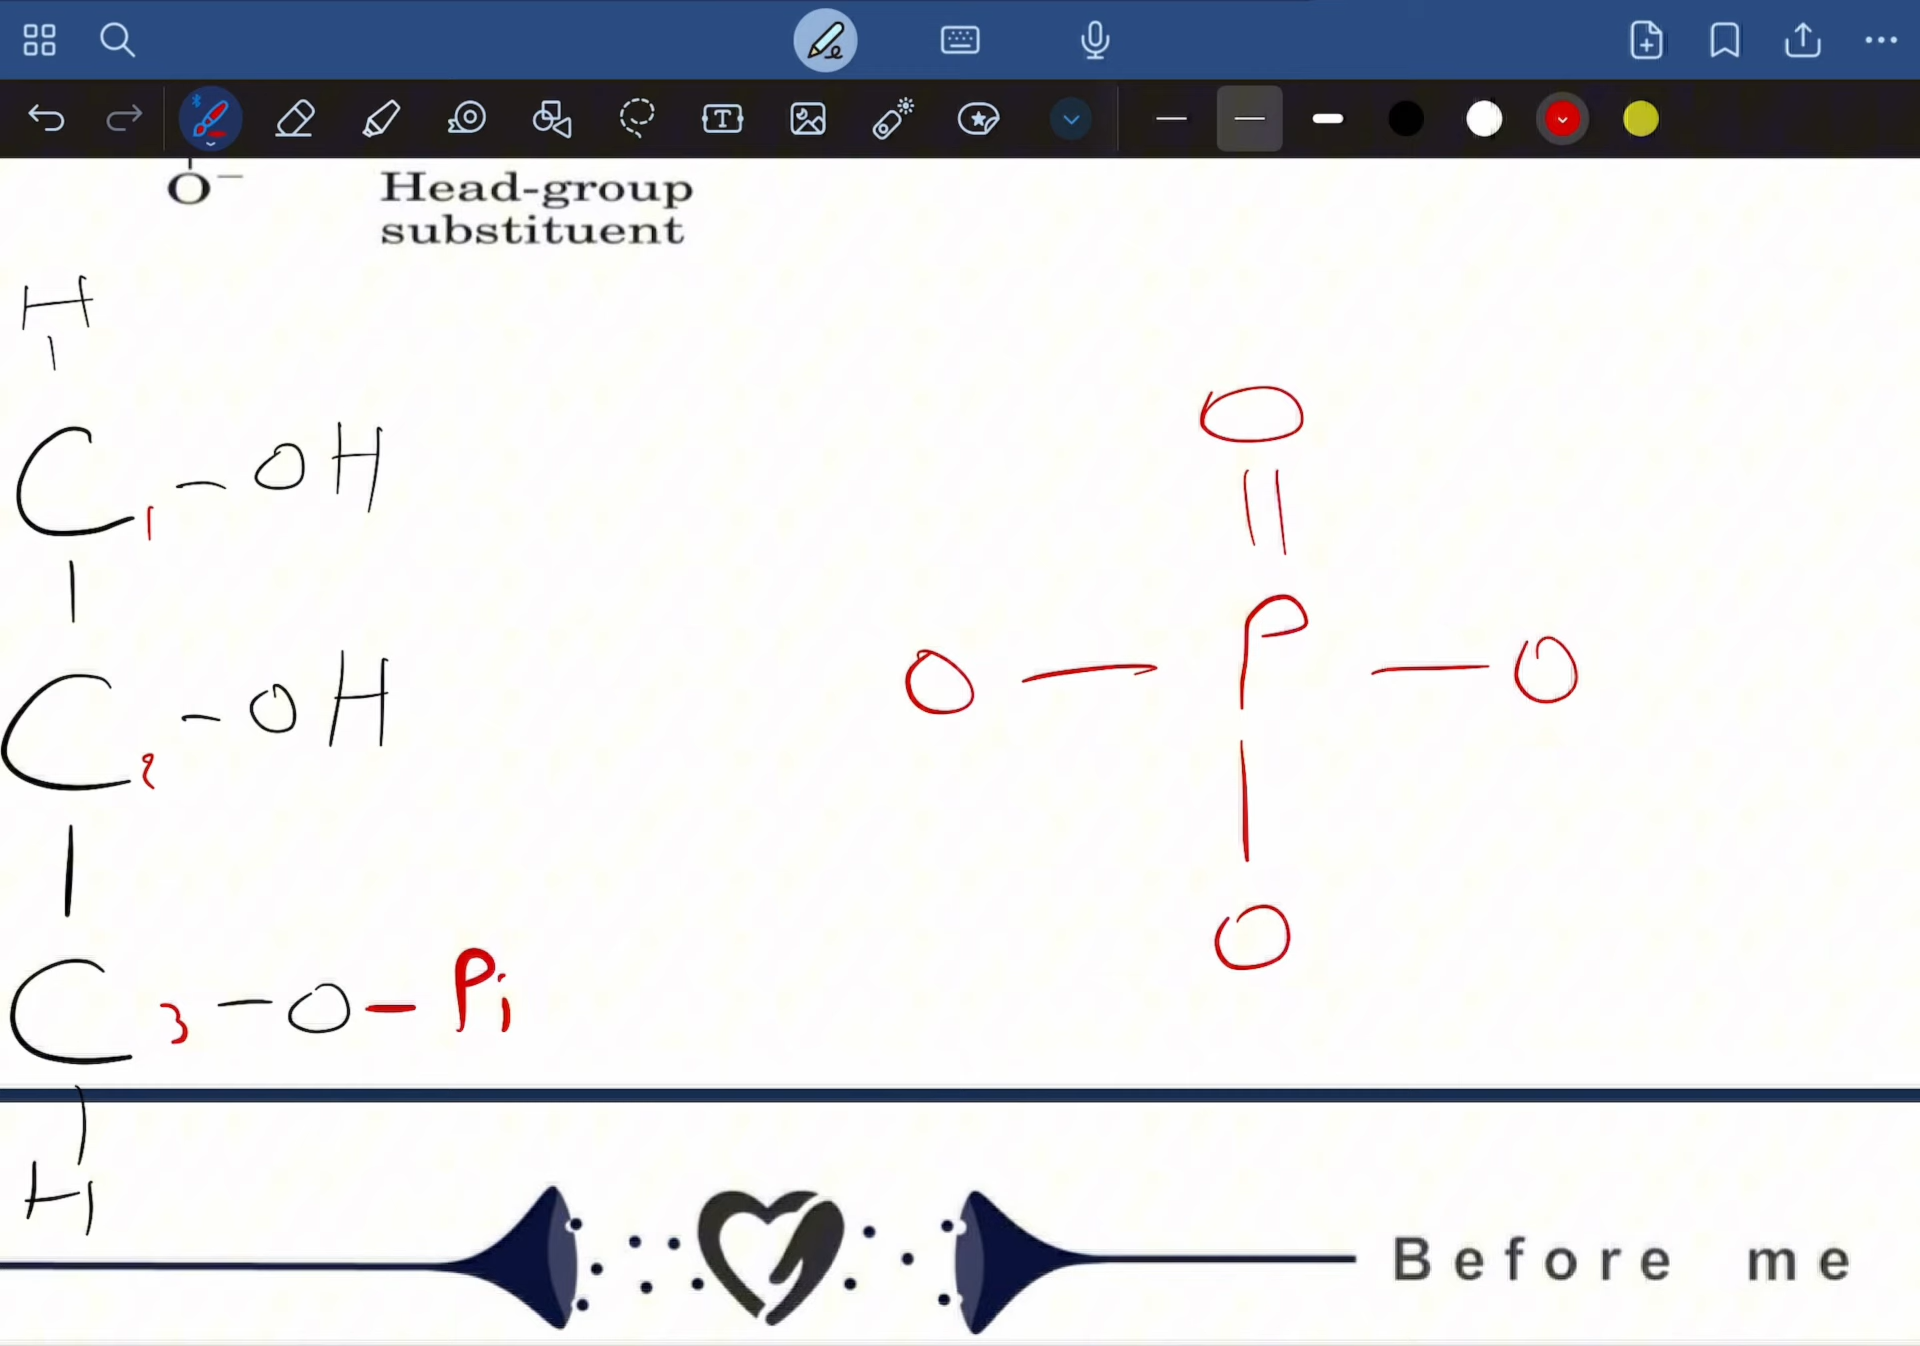 O⁻
Head-group
substituent
H
C₁ - OH
C₂ - OH
C₃ - O - Pi
H
O
O - P - O
O
Before me